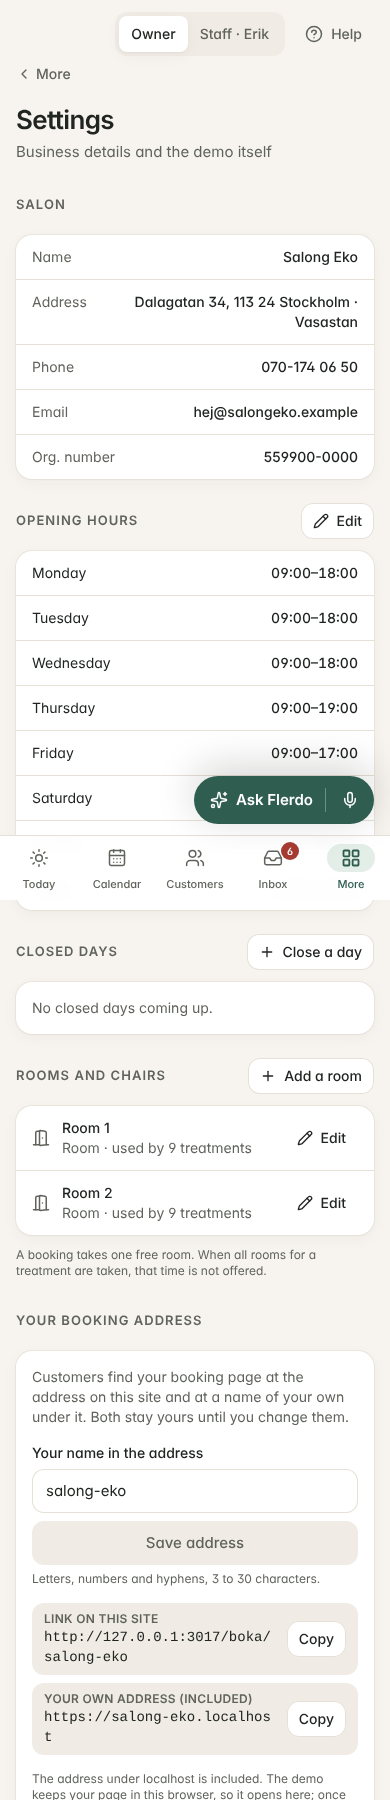 Owner
Staff · Erik
Help
More
Settings
Business details and the demo itself
SALON
Name
Salong Eko
Address
Dalagatan 34, 113 24 Stockholm ·
Vasastan
Phone
070-174 06 50
Email
hej@salongeko.example
Org. number
559900-0000
OPENING HOURS
Edit
Monday
09:00–18:00
Tuesday
09:00–18:00
Wednesday
09:00–18:00
Thursday
09:00–19:00
Friday
09:00–17:00
Saturday
Ask Flerdo
Today
Calendar
Customers
Inbox
6
More
CLOSED DAYS
Close a day
No closed days coming up.
ROOMS AND CHAIRS
Add a room
Room 1
Room · used by 9 treatments
Edit
Room 2
Room · used by 9 treatments
Edit
A booking takes one free room. When all rooms for a
treatment are taken, that time is not offered.
YOUR BOOKING ADDRESS
Customers find your booking page at the
address on this site and at a name of your own
under it. Both stay yours until you change them.
Your name in the address
salong-eko
Save address
Letters, numbers and hyphens, 3 to 30 characters.
LINK ON THIS SITE
http://127.0.0.1:3017/boka/
salong-eko
Copy
YOUR OWN ADDRESS (INCLUDED)
https://salong-eko.localhos
t
Copy
The address under localhost is included. The demo
keeps your page in this browser, so it opens here; once